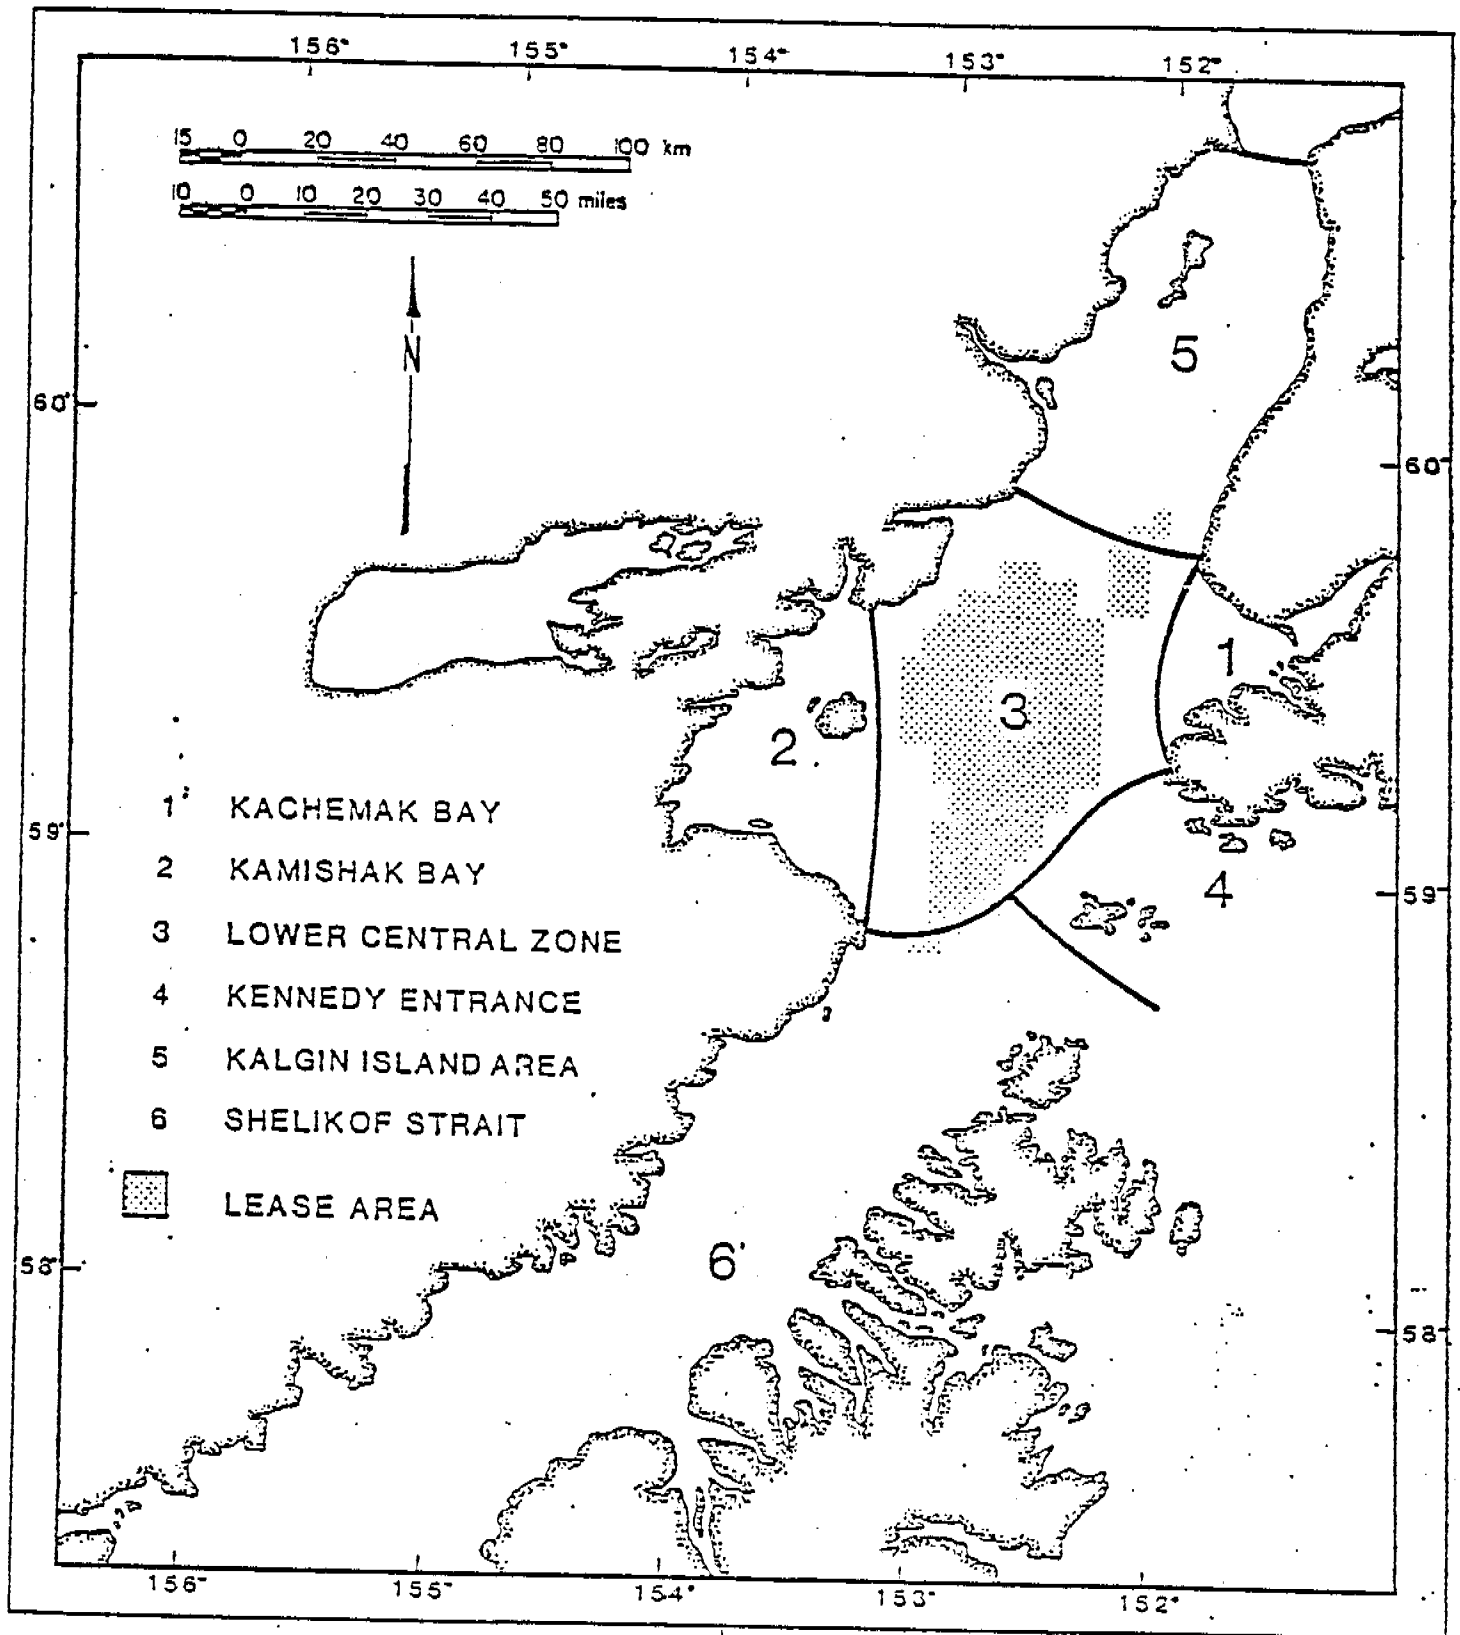 156° 155° 154° 153° 152°
15 0 20 40 60 80 100 km
10 0 10 20 30 40 50 miles
N
5
60° 60°
1
3
2
1 KACHEMAK BAY
59° 59°
2 KAMISHAK BAY
4
3 LOWER CENTRAL ZONE
4 KENNEDY ENTRANCE
5 KALGIN ISLAND AREA
6 SHELIKOF STRAIT
LEASE AREA
6
58° 58°
156° 155° 154° 153° 152°